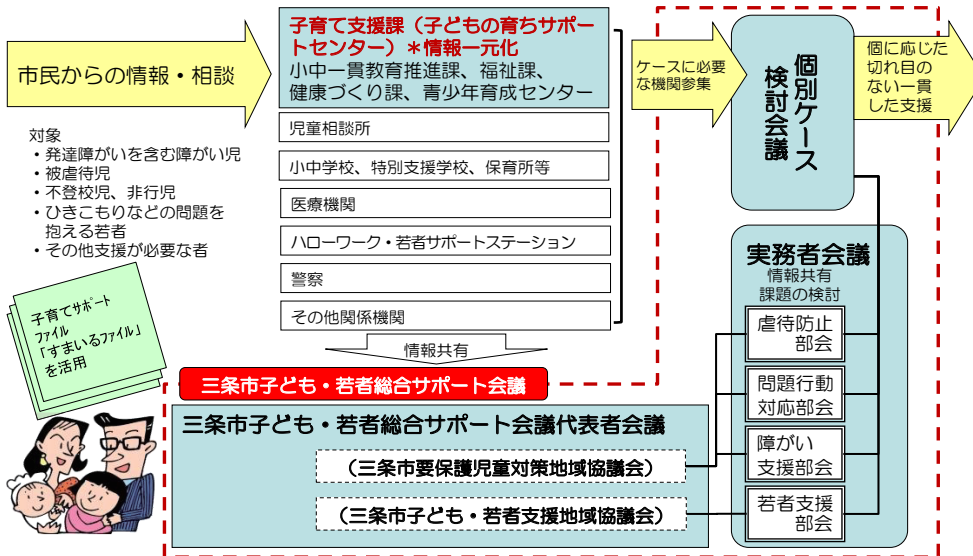 市民からの情報・相談
対象
・発達障がいを含む障がい児
・被虐待児
・不登校児、非行児
・ひきこもりなどの問題を
抱える若者
・その他支援が必要な者
子育てサポート
ファイル
「すまいるファイル」
を活用
子育て支援課（子どもの育ちサポー
トセンター）＊情報一元化
小中一貫教育推進課、福祉課、
健康づくり課、青少年育成センター
児童相談所
小中学校、特別支援学校、保育所等
医療機関
ハローワーク・若者サポートステーション
警察
その他関係機関
情報共有
ケースに必要
な機関参集
個別ケース
検討会議
個に応じた
切れ目の
ない一貫
した支援
実務者会議
情報共有
課題の検討
虐待防止
部会
問題行動
対応部会
障がい
支援部会
若者支援
部会
三条市子ども・若者総合サポート会議
三条市子ども・若者総合サポート会議代表者会議
（三条市要保護児童対策地域協議会）
（三条市子ども・若者支援地域協議会）